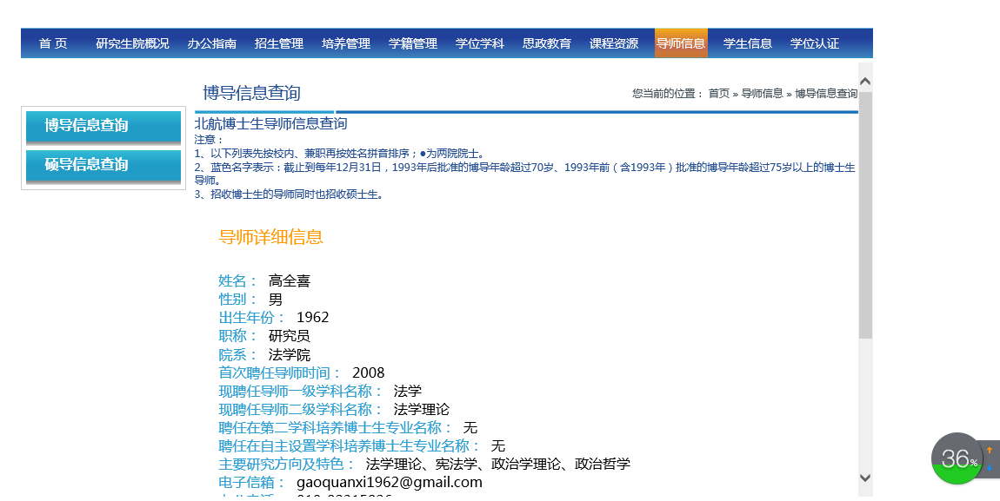 首 页 研究生院概况 办公指南 招生管理 培养管理 学籍管理 学位学科 思政教育 课程资源 导师信息 学生信息 学位认证
博导信息查询
您当前的位置： 首页 » 导师信息 » 博导信息查询
博导信息查询
硕导信息查询
北航博士生导师信息查询
注意：
1、以下列表先按校内、兼职再按姓名拼音排序；●为两院院士。
2、蓝色名字表示：截止到每年12月31日，1993年后批准的博导年龄超过70岁、1993年前（含1993年）批准的博导年龄超过75岁以上的博士生
导师。
3、招收博士生的导师同时也招收硕士生。
导师详细信息
姓名： 高全喜
性别： 男
出生年份： 1962
职称： 研究员
院系： 法学院
首次聘任导师时间： 2008
现聘任导师一级学科名称： 法学
现聘任导师二级学科名称： 法学理论
聘任在第二学科培养博士生专业名称： 无
聘任在自主设置学科培养博士生专业名称： 无
主要研究方向及特色： 法学理论、宪法学、政治学理论、政治哲学
电子信箱： gaoquanxi1962@gmail.com
36%